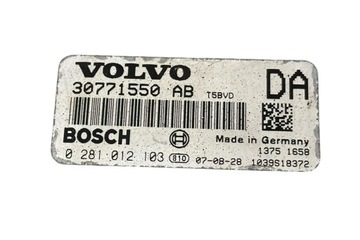 VOLVO DA
30771550 AB T5BVD
BOSCH Made in Germany
1375 1658
0 281 012 103 810 07-08-28 1039S18372